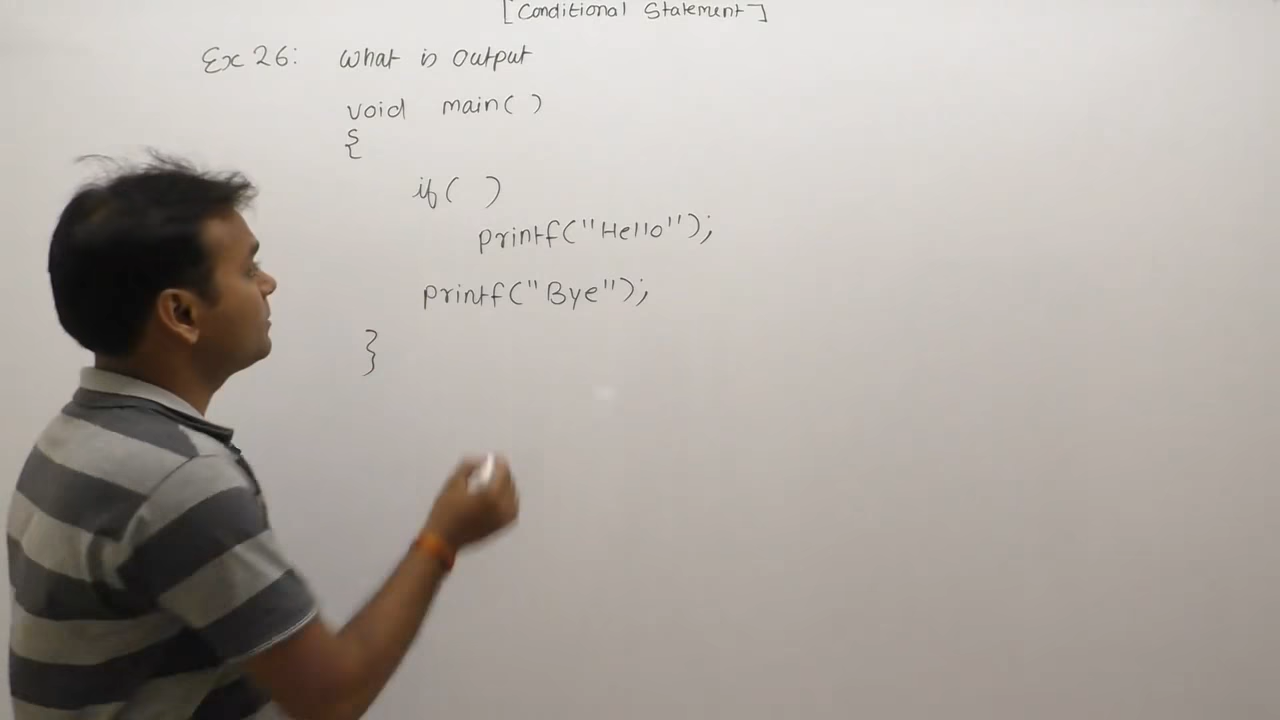 [Conditional Statement]
Ex 26: What is output
void main( )
{
if( )
printf("Hello");
printf("Bye");
}